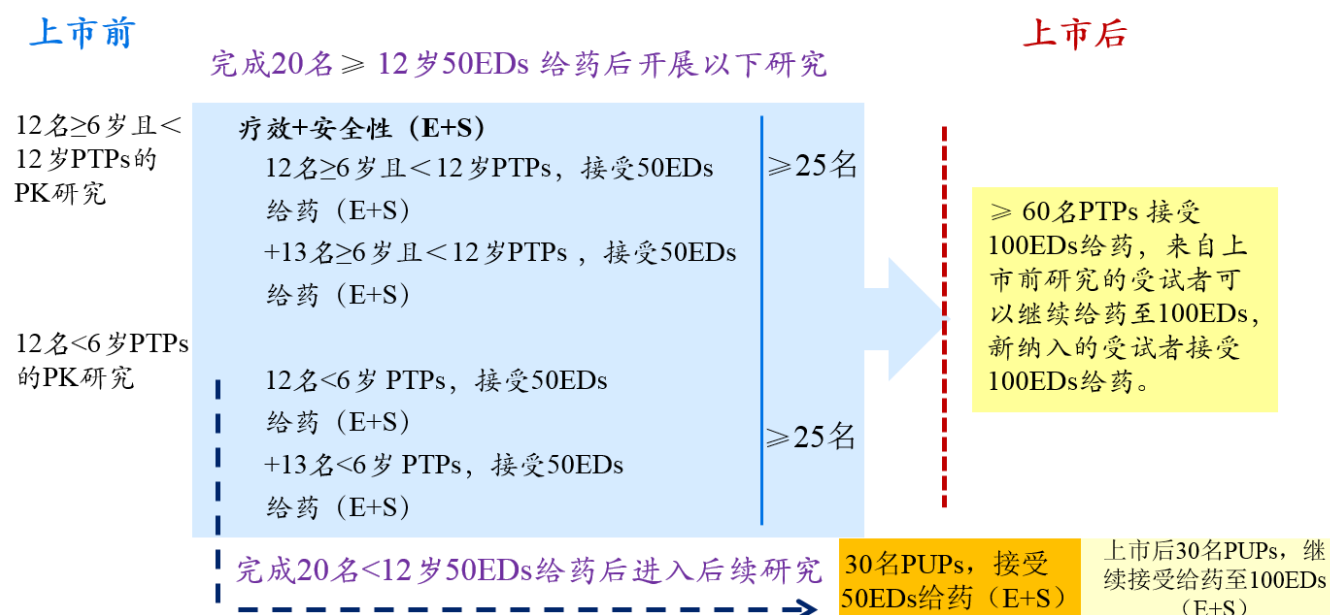 上市前
上市后
完成20名≥ 12岁50EDs 给药后开展以下研究
12名≥6岁且<
12岁PTPs的
PK研究
疗效+安全性（E+S）
12名≥6岁且<12岁PTPs，接受50EDs
给药（E+S）
+13名≥6岁且<12岁PTPs ，接受50EDs
给药（E+S）
≥25名
12名<6岁PTPs
的PK研究
12名<6岁 PTPs，接受50EDs
给药（E+S）
+13名<6岁 PTPs，接受50EDs
给药（E+S）
≥25名
≥ 60名PTPs 接受
100EDs给药，来自上
市前研究的受试者可
以继续给药至100EDs，
新纳入的受试者接受
100EDs给药。
完成20名<12岁50EDs给药后进入后续研究
30名PUPs，接受
50EDs给药（E+S）
上市后30名PUPs，继
续接受给药至100EDs
（E+S）